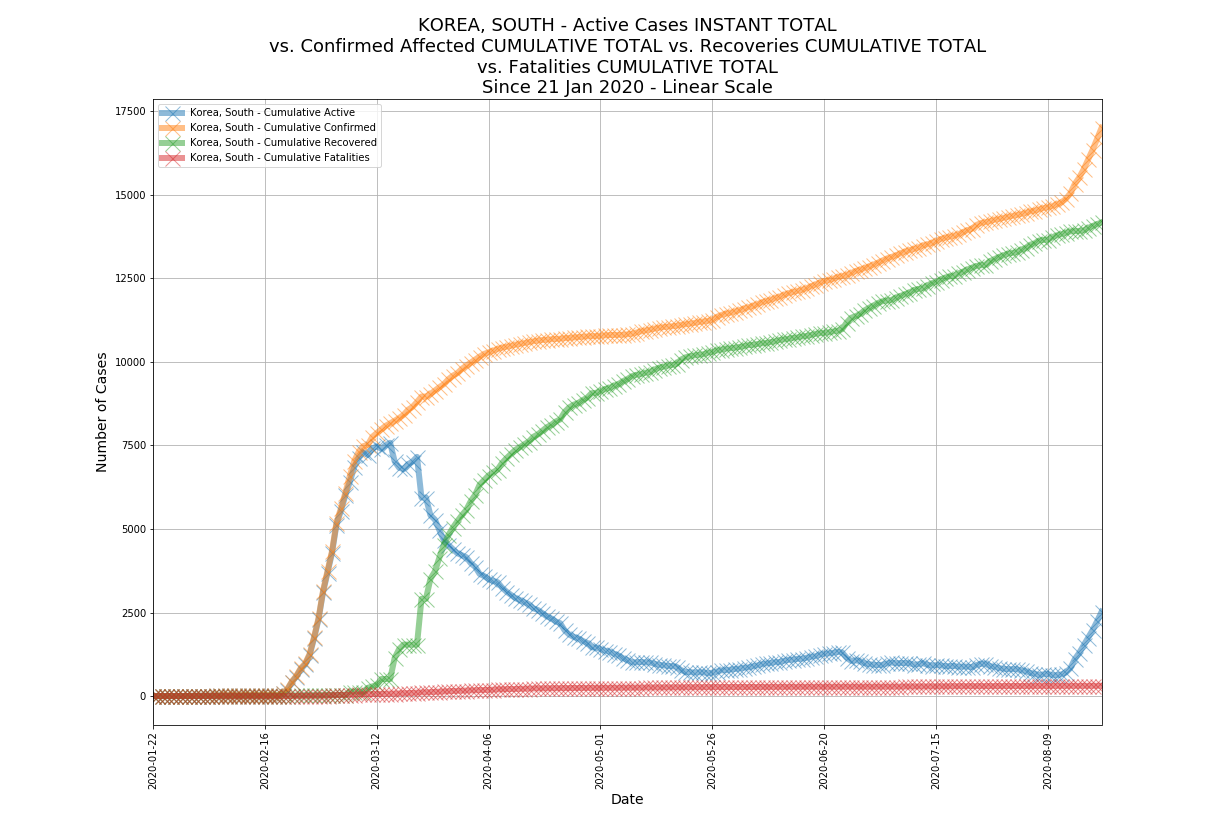 KOREA, SOUTH - Active Cases INSTANT TOTAL
vs. Confirmed Affected CUMULATIVE TOTAL vs. Recoveries CUMULATIVE TOTAL
vs. Fatalities CUMULATIVE TOTAL
Since 21 Jan 2020 - Linear Scale
Korea, South - Cumulative Active
Korea, South - Cumulative Confirmed
Korea, South - Cumulative Recovered
Korea, South - Cumulative Fatalities
Number of Cases
17500
15000
12500
10000
7500
5000
2500
0
2020-01-22
2020-02-16
2020-03-12
2020-04-06
2020-05-01
2020-05-26
2020-06-20
2020-07-15
2020-08-09
Date